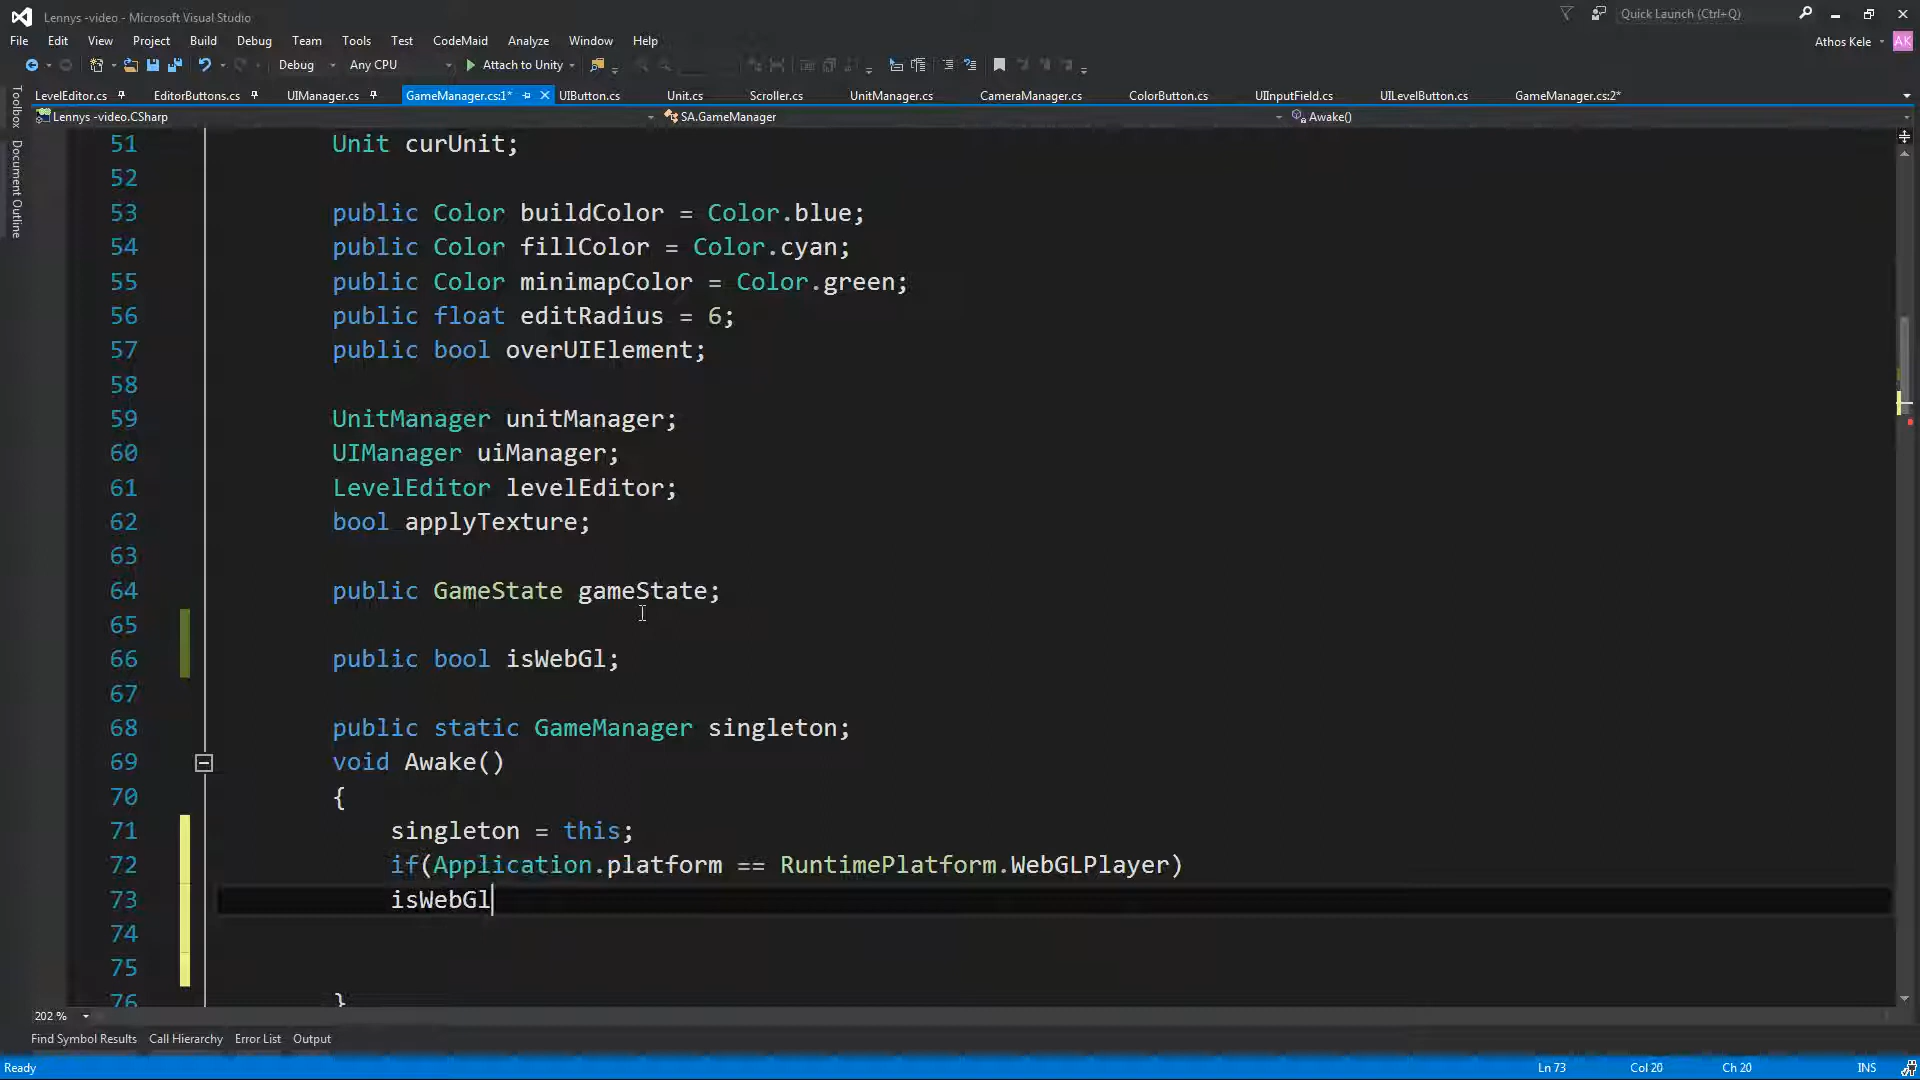 Lennys -video - Microsoft Visual Studio
Quick Launch (Ctrl+Q)
File Edit View Project Build Debug Team Tools Test CodeMaid Analyze Window Help
Athos Kele AK
Debug Any CPU Attach to Unity
LevelEditor.cs EditorButtons.cs UIManager.cs GameManager.cs:1* UIButton.cs Unit.cs Scroller.cs UnitManager.cs CameraManager.cs ColorButton.cs UIInputField.cs UILevelButton.cs GameManager.cs:2*
Lennys -video.CSharp SA.GameManager Awake()
Toolbox
Document Outline
51 Unit curUnit;
52
53 public Color buildColor = Color.blue;
54 public Color fillColor = Color.cyan;
55 public Color minimapColor = Color.green;
56 public float editRadius = 6;
57 public bool overUIElement;
58
59 UnitManager unitManager;
60 UIManager uiManager;
61 LevelEditor levelEditor;
62 bool applyTexture;
63
64 public GameState gameState;
65
66 public bool isWebGl;
67
68 public static GameManager singleton;
69 void Awake()
70 {
71 singleton = this;
72 if(Application.platform == RuntimePlatform.WebGLPlayer)
73 isWebGl
74
75
76 }
202 %
Find Symbol Results Call Hierarchy Error List Output
Ready Ln 73 Col 20 Ch 20 INS